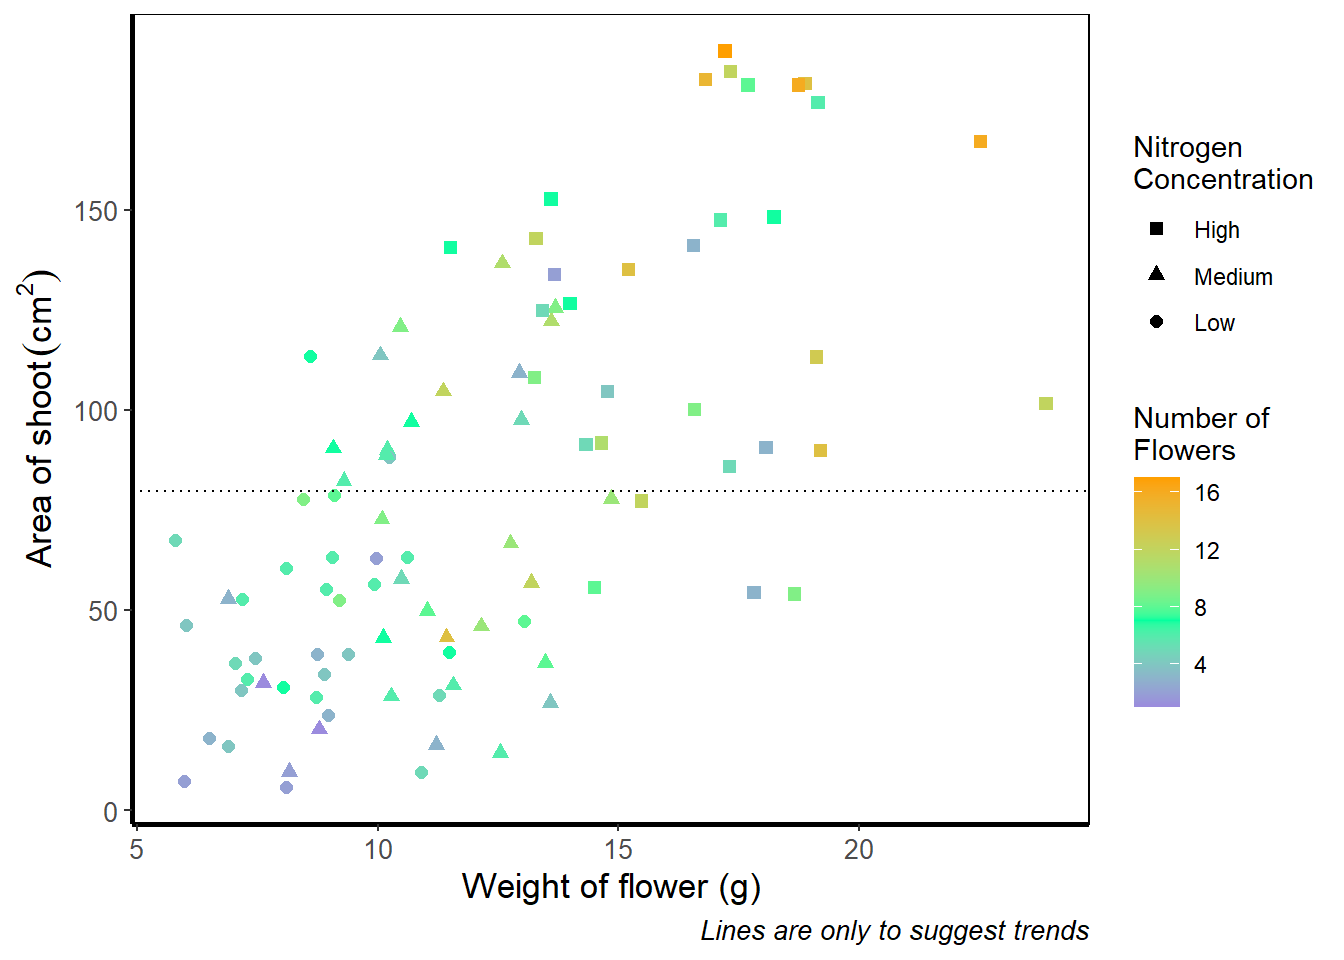 Area of shoot(cm²)
150
100
50
0
5 10 15 20
Weight of flower (g)
Lines are only to suggest trends
Nitrogen
Concentration
High
Medium
Low
Number of
Flowers
16
12
8
4